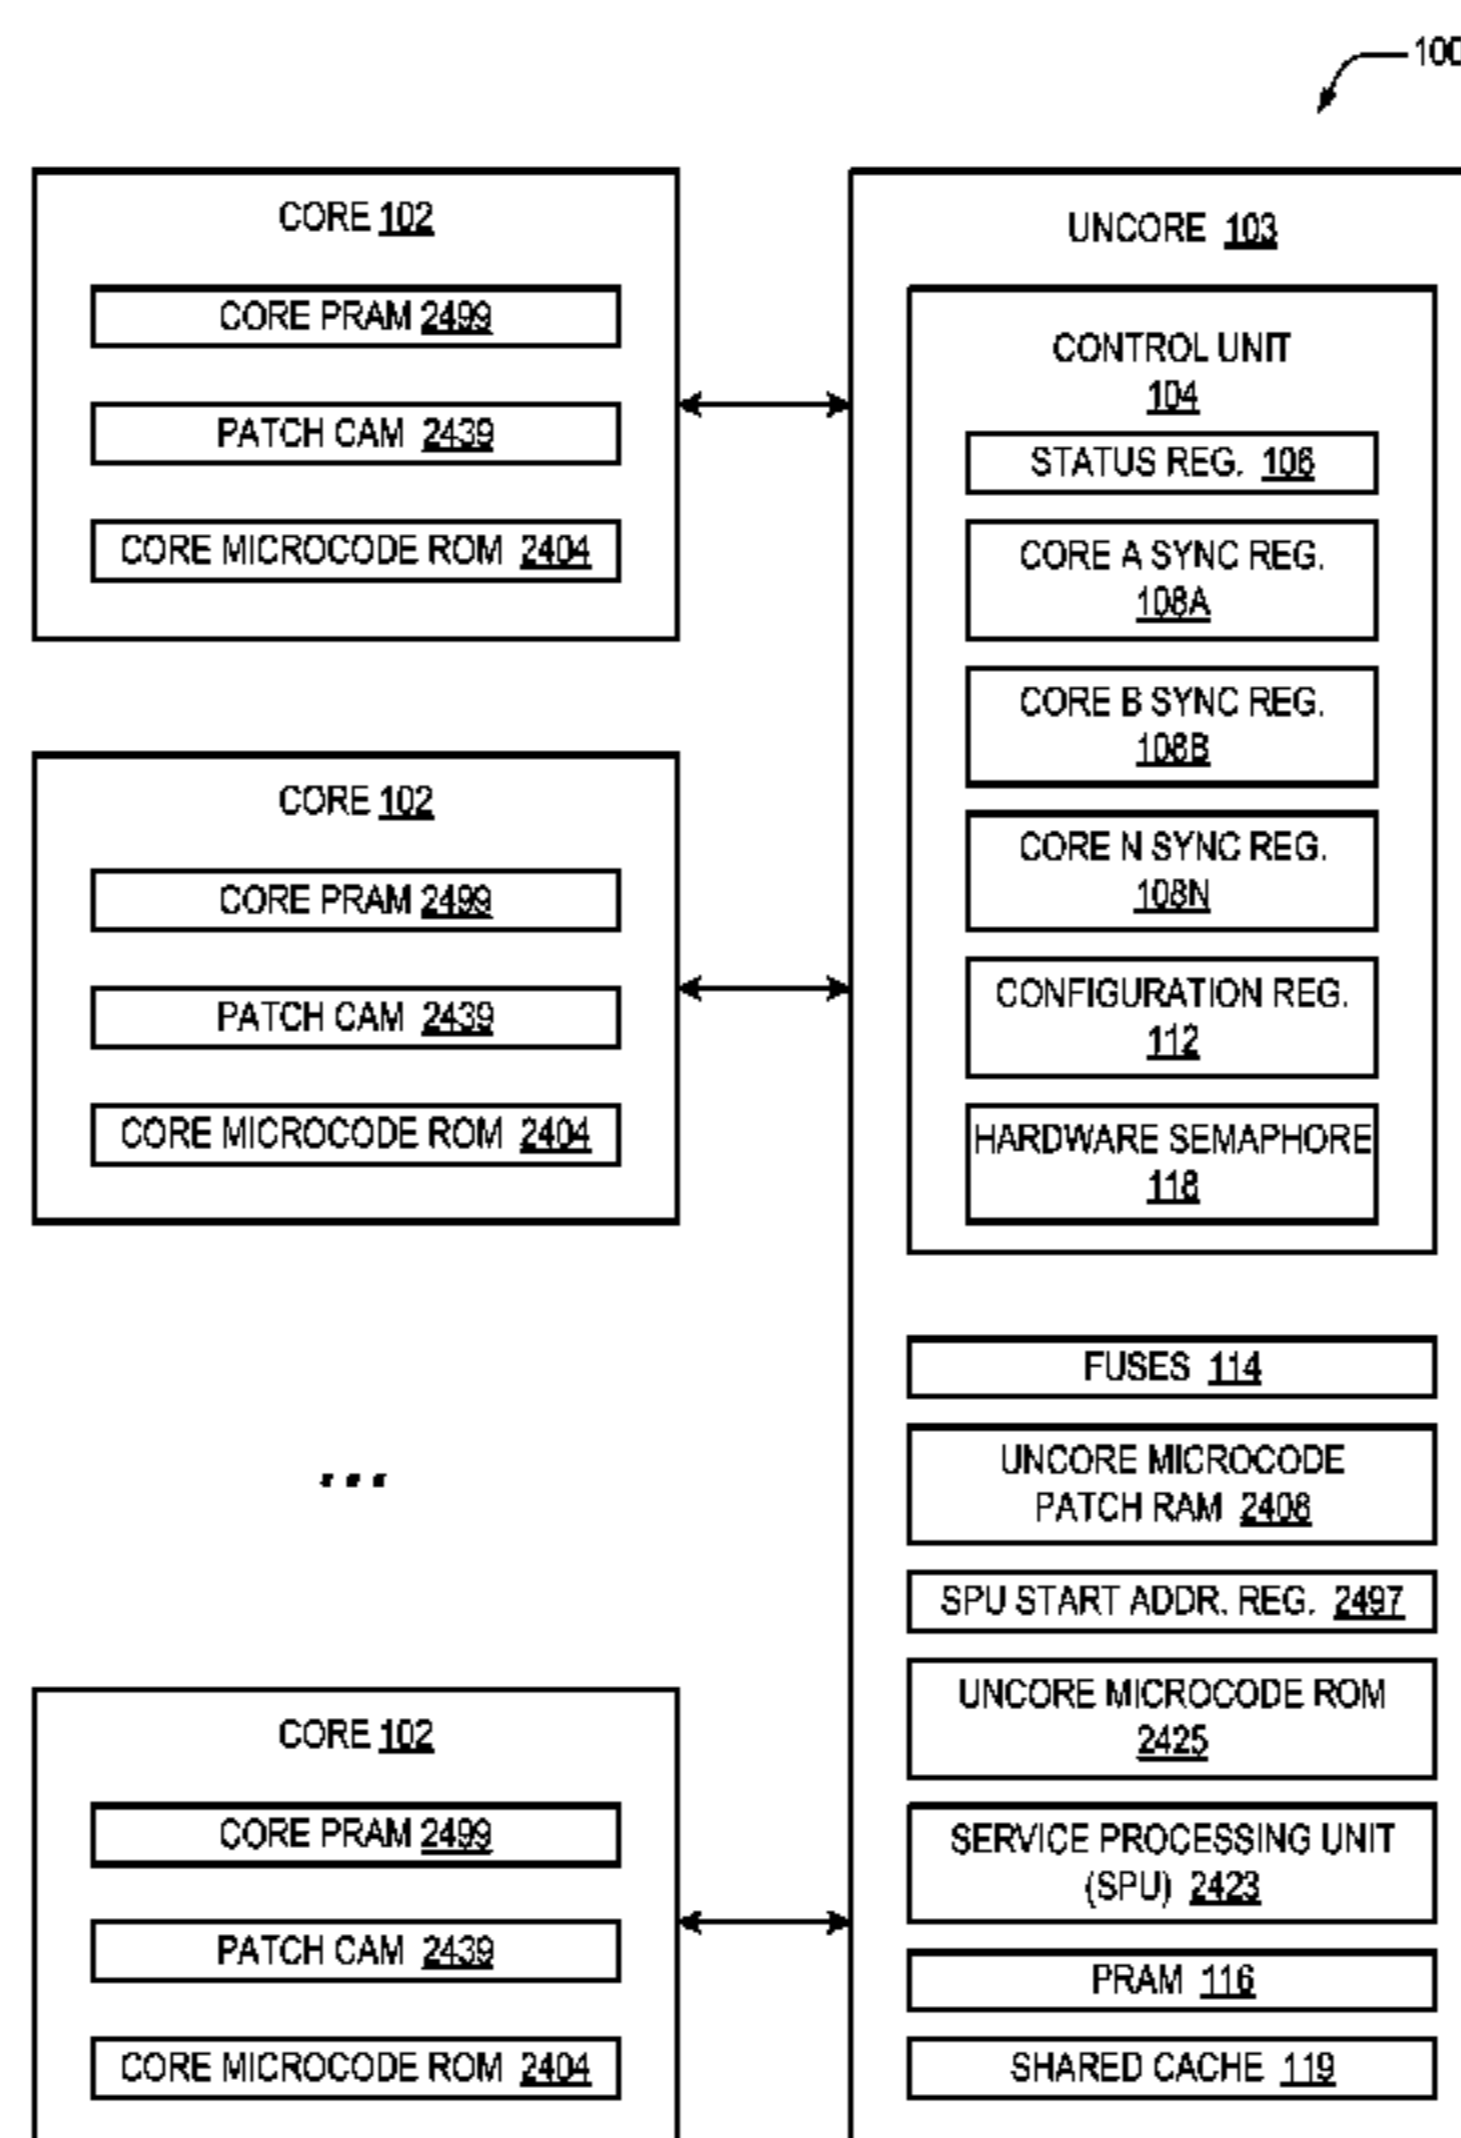 100
CORE 102
CORE PRAM 2499
PATCH CAM 2439
CORE MICROCODE ROM 2404
CORE 102
CORE PRAM 2499
PATCH CAM 2439
CORE MICROCODE ROM 2404
...
CORE 102
CORE PRAM 2499
PATCH CAM 2439
CORE MICROCODE ROM 2404
UNCORE 103
CONTROL UNIT
104
STATUS REG. 106
CORE A SYNC REG.
108A
CORE B SYNC REG.
108B
CORE N SYNC REG.
108N
CONFIGURATION REG.
112
HARDWARE SEMAPHORE
118
FUSES 114
UNCORE MICROCODE
PATCH RAM 2408
SPU START ADDR. REG. 2497
UNCORE MICROCODE ROM
2425
SERVICE PROCESSING UNIT
(SPU) 2423
PRAM 116
SHARED CACHE 119